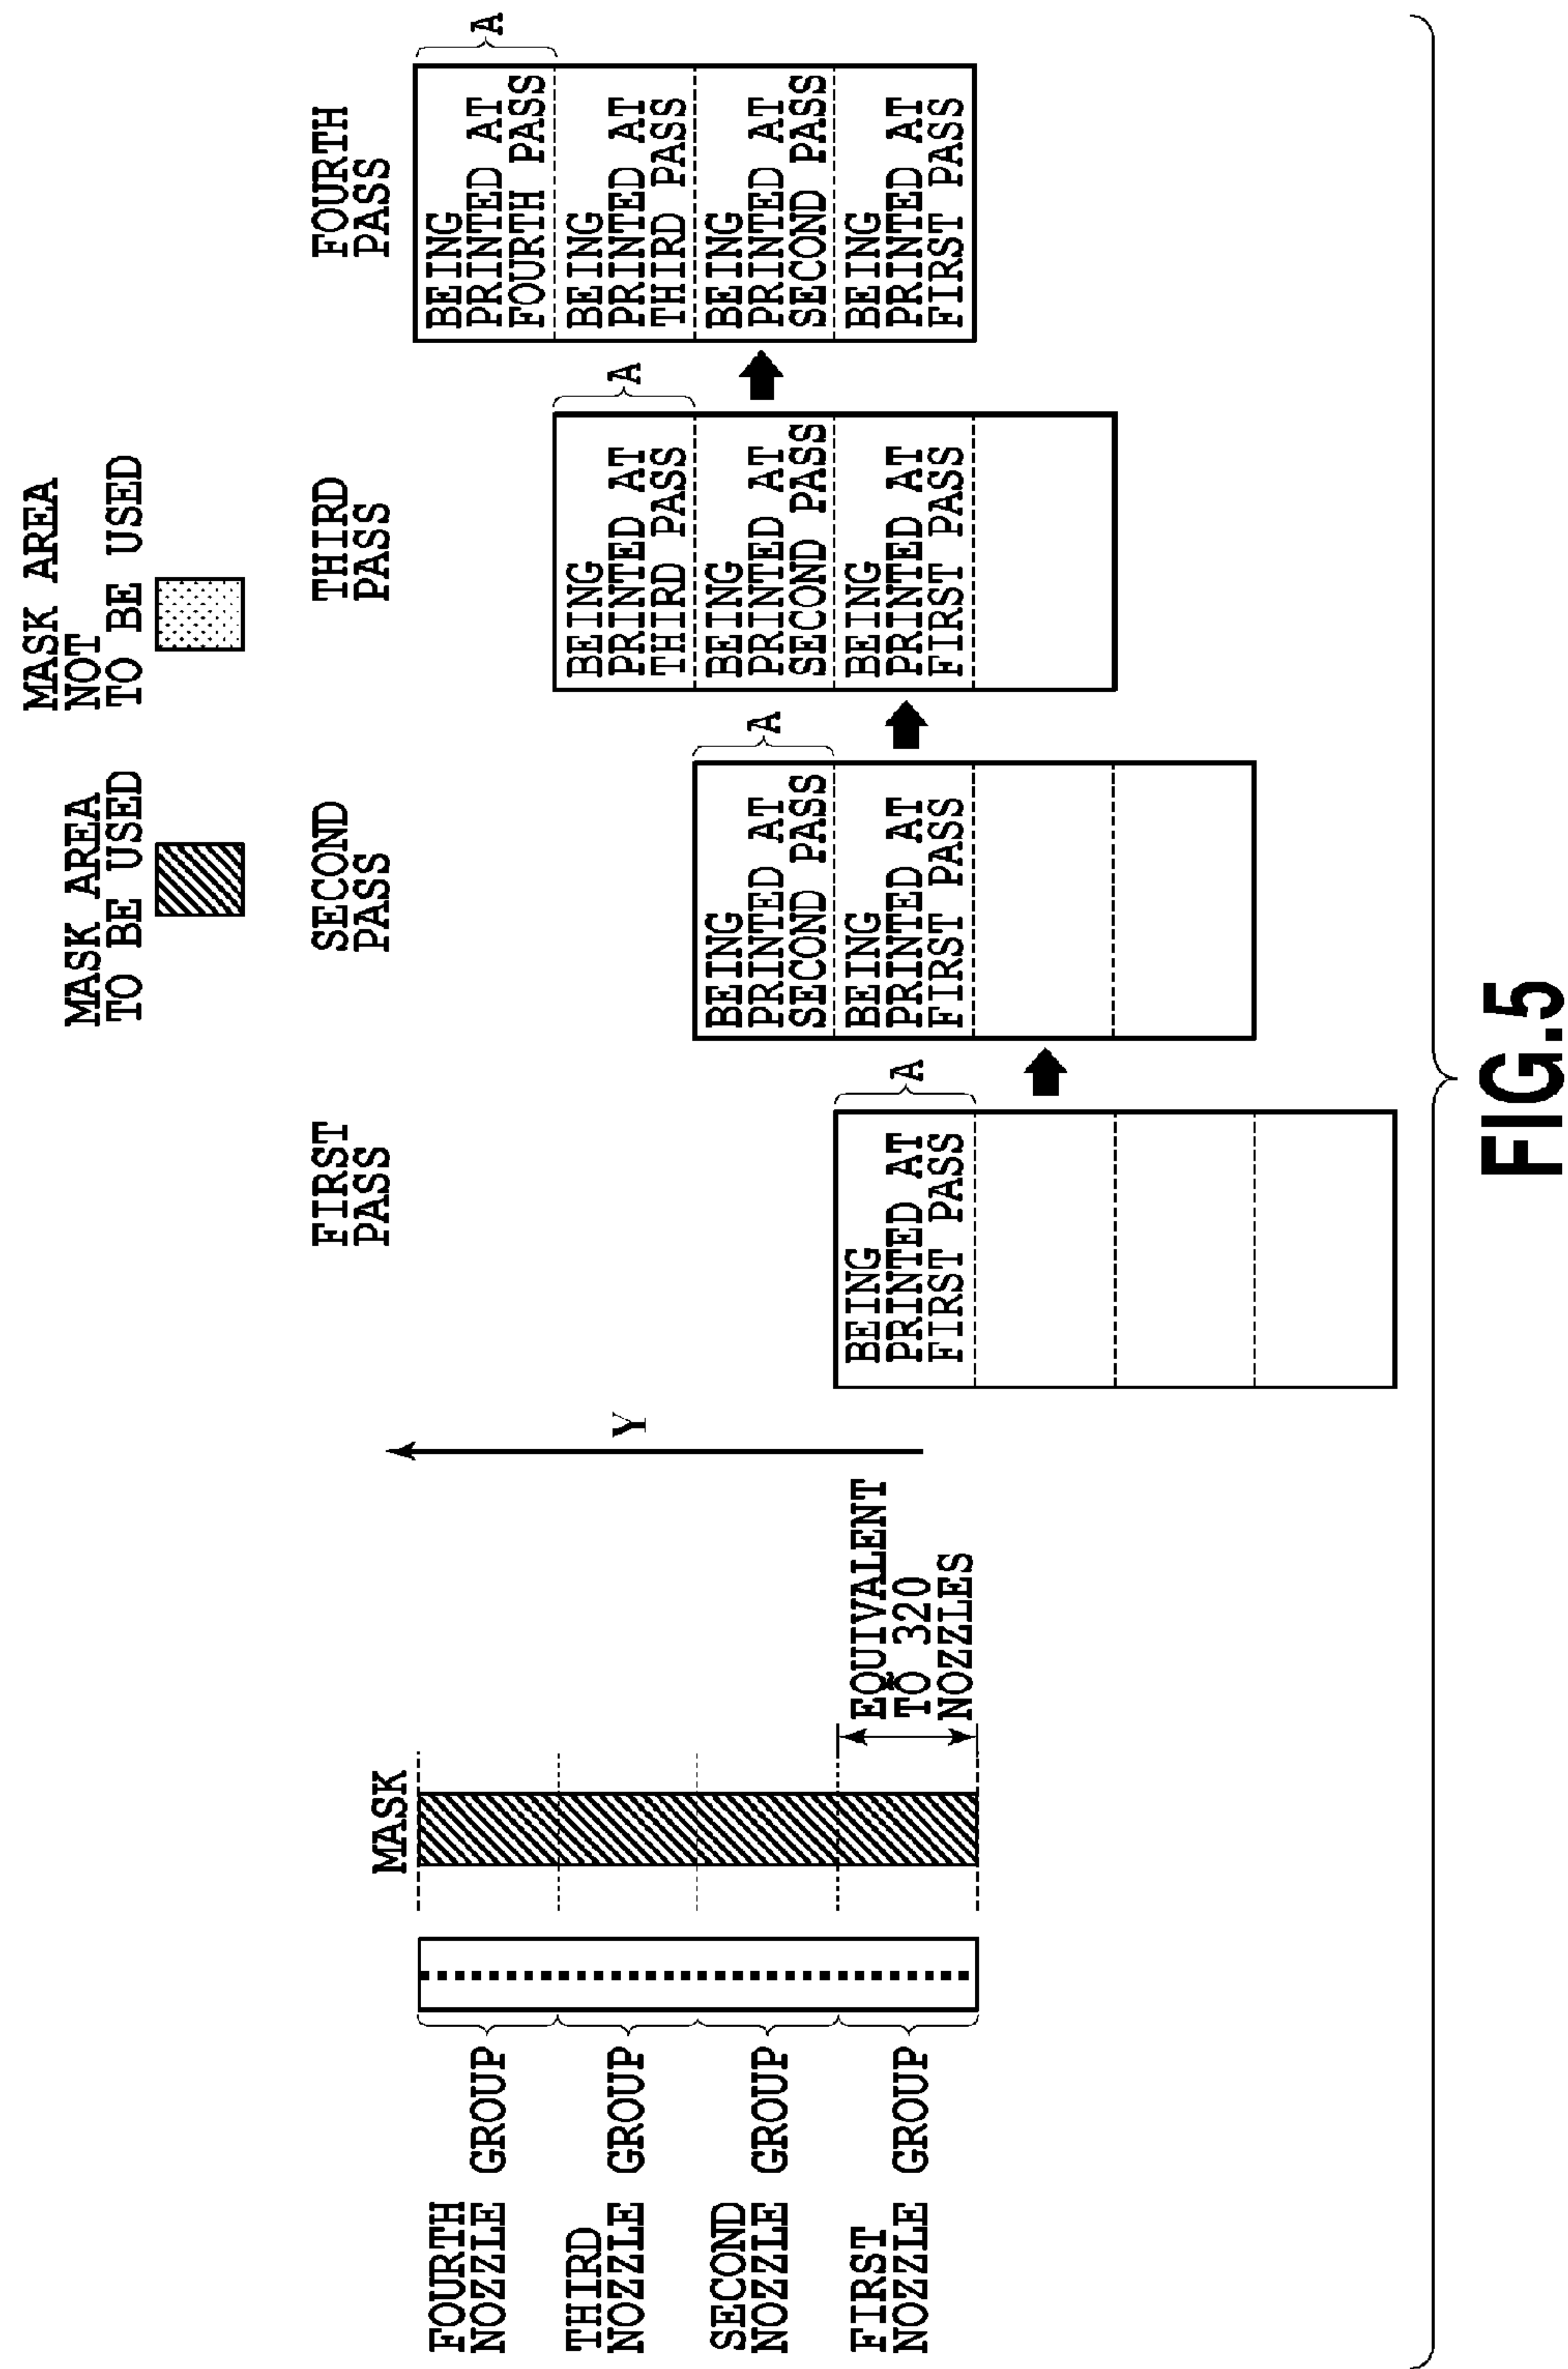 MASK AREA
TO BE USED
MASK AREA
NOT
TO BE USED
FOURTH
NOZZLE GROUP
THIRD
NOZZLE GROUP
SECOND
NOZZLE GROUP
FIRST
NOZZLE GROUP
MASK
EQUIVALENT
TO 320
NOZZLES
Y
FIRST
PASS
A
BEING
PRINTED AT
FIRST PASS
SECOND
PASS
A
BEING
PRINTED AT
SECOND PASS
BEING
PRINTED AT
FIRST PASS
THIRD
PASS
A
BEING
PRINTED AT
THIRD PASS
BEING
PRINTED AT
SECOND PASS
BEING
PRINTED AT
FIRST PASS
FOURTH
PASS
A
BEING
PRINTED AT
FOURTH PASS
BEING
PRINTED AT
THIRD PASS
BEING
PRINTED AT
SECOND PASS
BEING
PRINTED AT
FIRST PASS
FIG.5